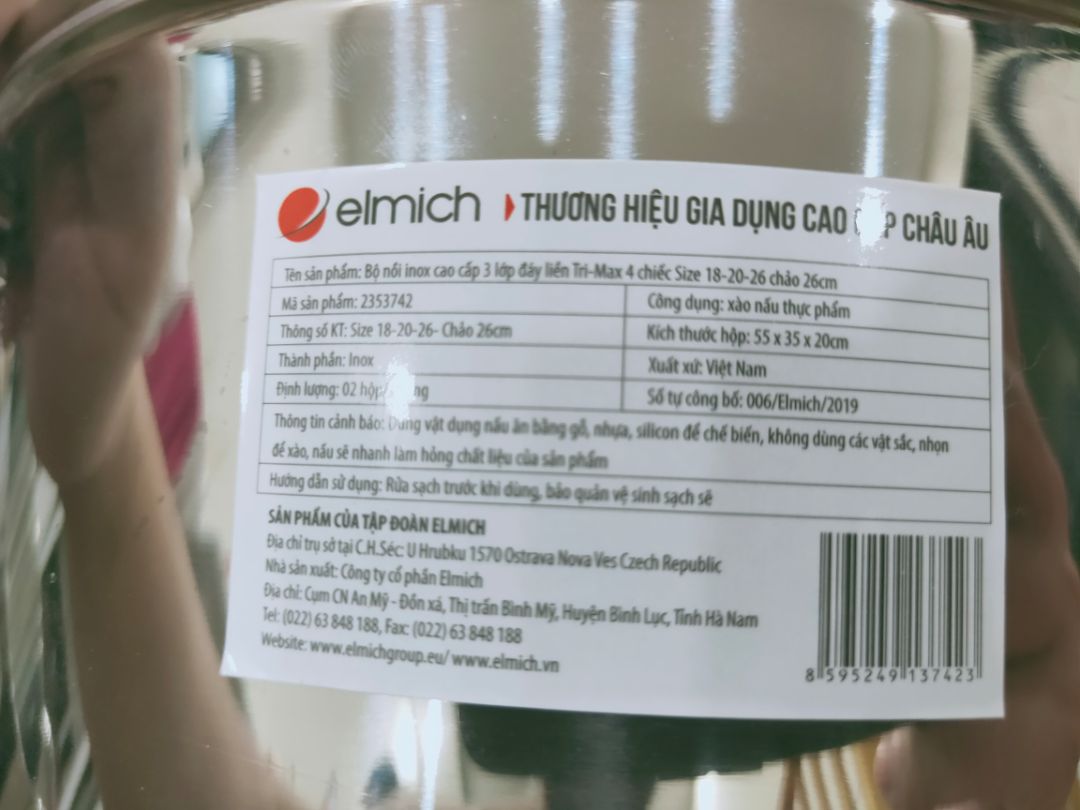 elmich THƯƠNG HIỆU GIA DỤNG CAO CHÂU ÂU
Tên sản phẩm: Bộ nồi inox cao cấp 3 lớp đáy liền Tri-Max 4 chiếc Size 18-20-26 chảo 26cm
Mã sản phẩm: 2353742
Công dụng: xào nấu thực phẩm
Thông số KT: Size 18-20-26- Chảo 26cm
Kích thước hộp: 55 x 35 x 20cm
Thành phần: Inox
Xuất xứ: Việt Nam
Định lượng: 02
Số tự công bố: 006/Elmich/2019
Thông tin cảnh báo: Dùng vật dụng nấu ăn bằng gỗ, nhựa, silicon để chế biến, không dùng các vật sắc, nhọn
để xào, nấu sẽ nhanh làm hỏng chất liệu của sản phẩm
Hướng dẫn sử dụng: Rửa sạch trước khi dùng, bảo quản vệ sinh sạch sẽ
SẢN PHẨM CỦA TẬP ĐOÀN ELMICH
Địa chỉ trụ sở tại C.H.Séc: U Hrubku 1570 Ostrava Nova Ves Czech Republic
Nhà sản xuất: Công ty cổ phần Elmich
Địa chỉ: Cụm CN An Mỹ - Đồn xá, Thị trấn Bình Mỹ, Huyện Bình Lục, Tỉnh Hà Nam
Tel: (022) 63 848 188, Fax: (022) 63 848 188
Website: www.elmichgroup.eu/ www.elmich.vn
8 595249 137423